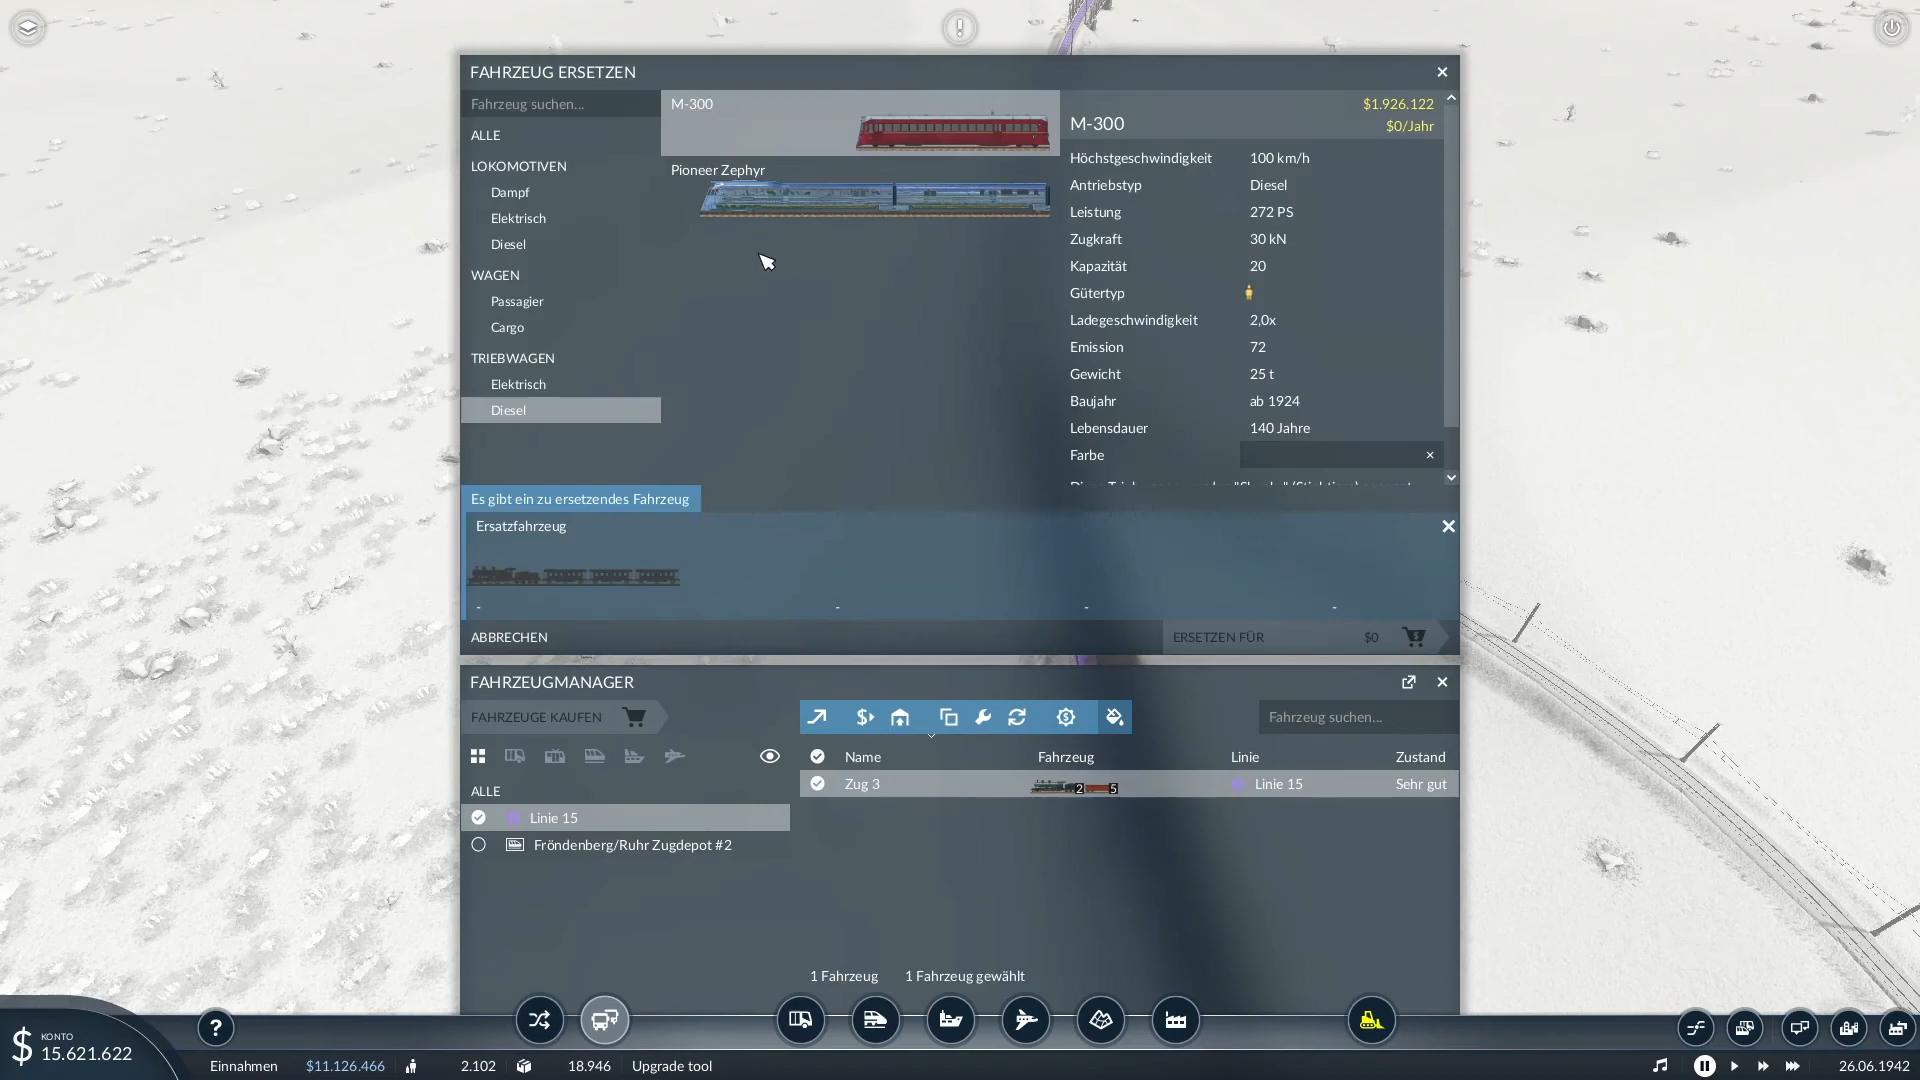 FAHRZEUG ERSETZEN
Fahrzeug suchen...
ALLE
LOKOMOTIVEN
Dampf
Elektrisch
Diesel
WAGEN
Passagier
Cargo
TRIEBWAGEN
Elektrisch
Diesel
M-300
Pioneer Zephyr
$1.926.122
M-300
$0/Jahr
Höchstgeschwindigkeit 100 km/h
Antriebstyp Diesel
Leistung 272 PS
Zugkraft 30 kN
Kapazität 20
Gütertyp
Ladegeschwindigkeit 2,0x
Emission 72
Gewicht 25 t
Baujahr ab 1924
Lebensdauer 140 Jahre
Farbe
Es gibt ein zu ersetzendes Fahrzeug
Ersatzfahrzeug
- - - -
ABBRECHEN
ERSETZEN FÜR $0
FAHRZEUGMANAGER
FAHRZEUGE KAUFEN
Fahrzeug suchen...
ALLE
Linie 15
Fröndenberg/Ruhr Zugdepot #2
Name Fahrzeug Linie Zustand
Zug 3 2 5 Linie 15 Sehr gut
1 Fahrzeug 1 Fahrzeug gewählt
?
$ KONTO
15.621.622
Einnahmen $11.126.466 2.102 18.946 Upgrade tool
26.06.1942